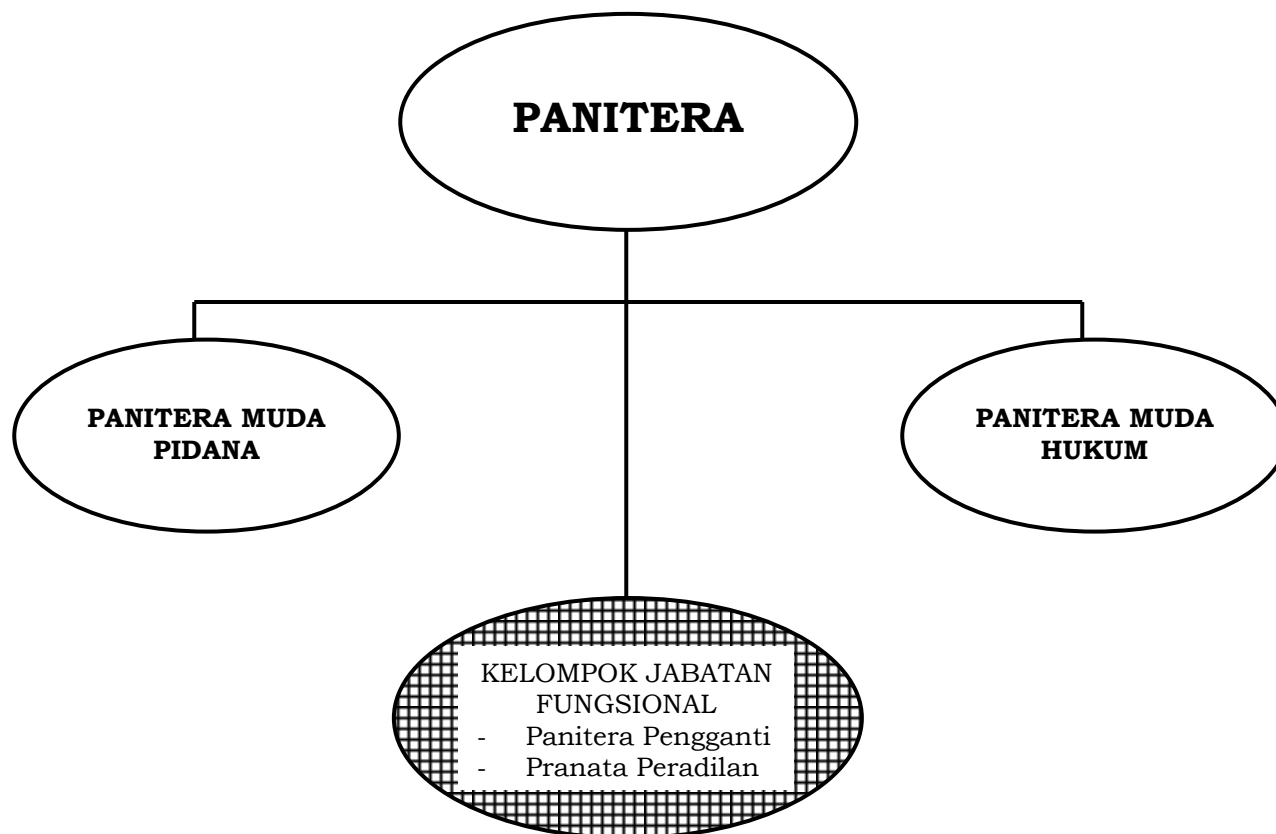 PANITERA
PANITERA MUDA
PIDANA
PANITERA MUDA
HUKUM
KELOMPOK JABATAN
FUNGSIONAL
- Panitera Pengganti
- Pranata Peradilan